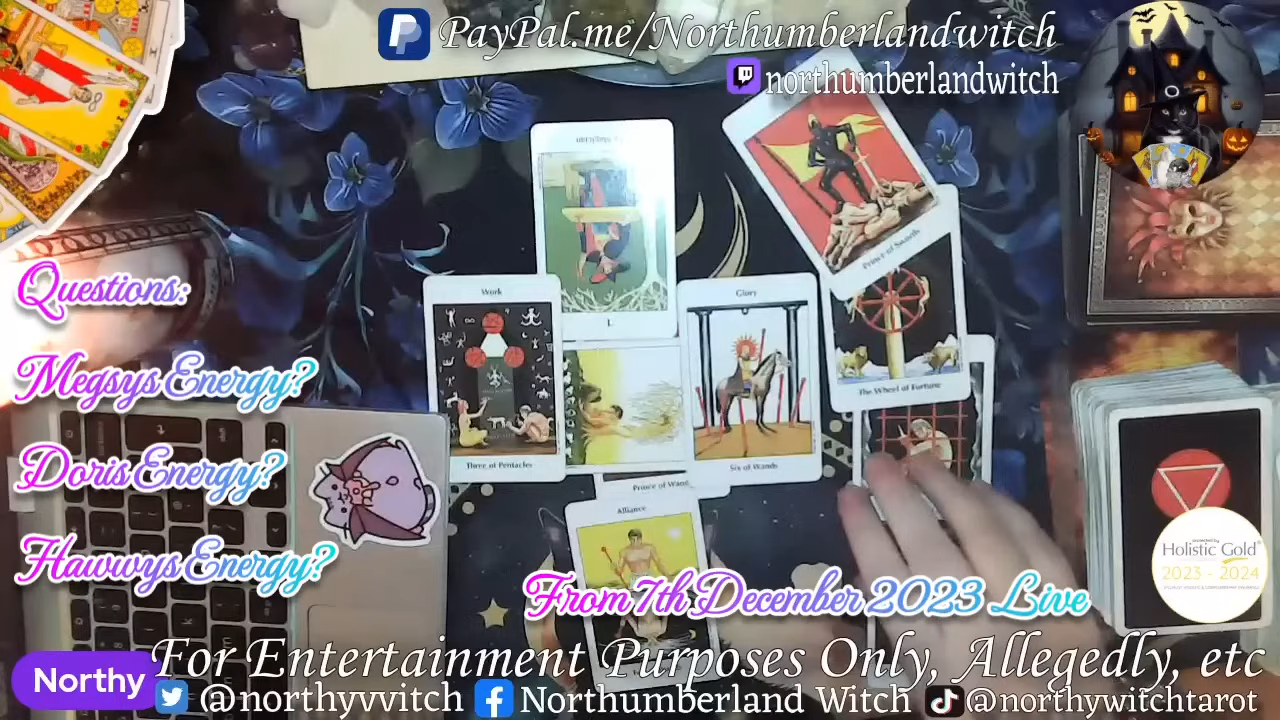 PayPal.me/Northumberlandwitch
northumberlandwitch
Questions:
Megsys Energy?
Doris Energy?
Hawwys Energy?
Work
Three of Pentacles
I
Glory
Six of Wands
Prince of Swords
The Wheel of Fortune
Prince of Wand
Alliance
Holistic Gold
2023 - 2024
From 7th December 2023 Live
For Entertainment Purposes Only, Allegedly, etc
Northy
@northyvvitch
Northumberland Witch
@northywitchtarot